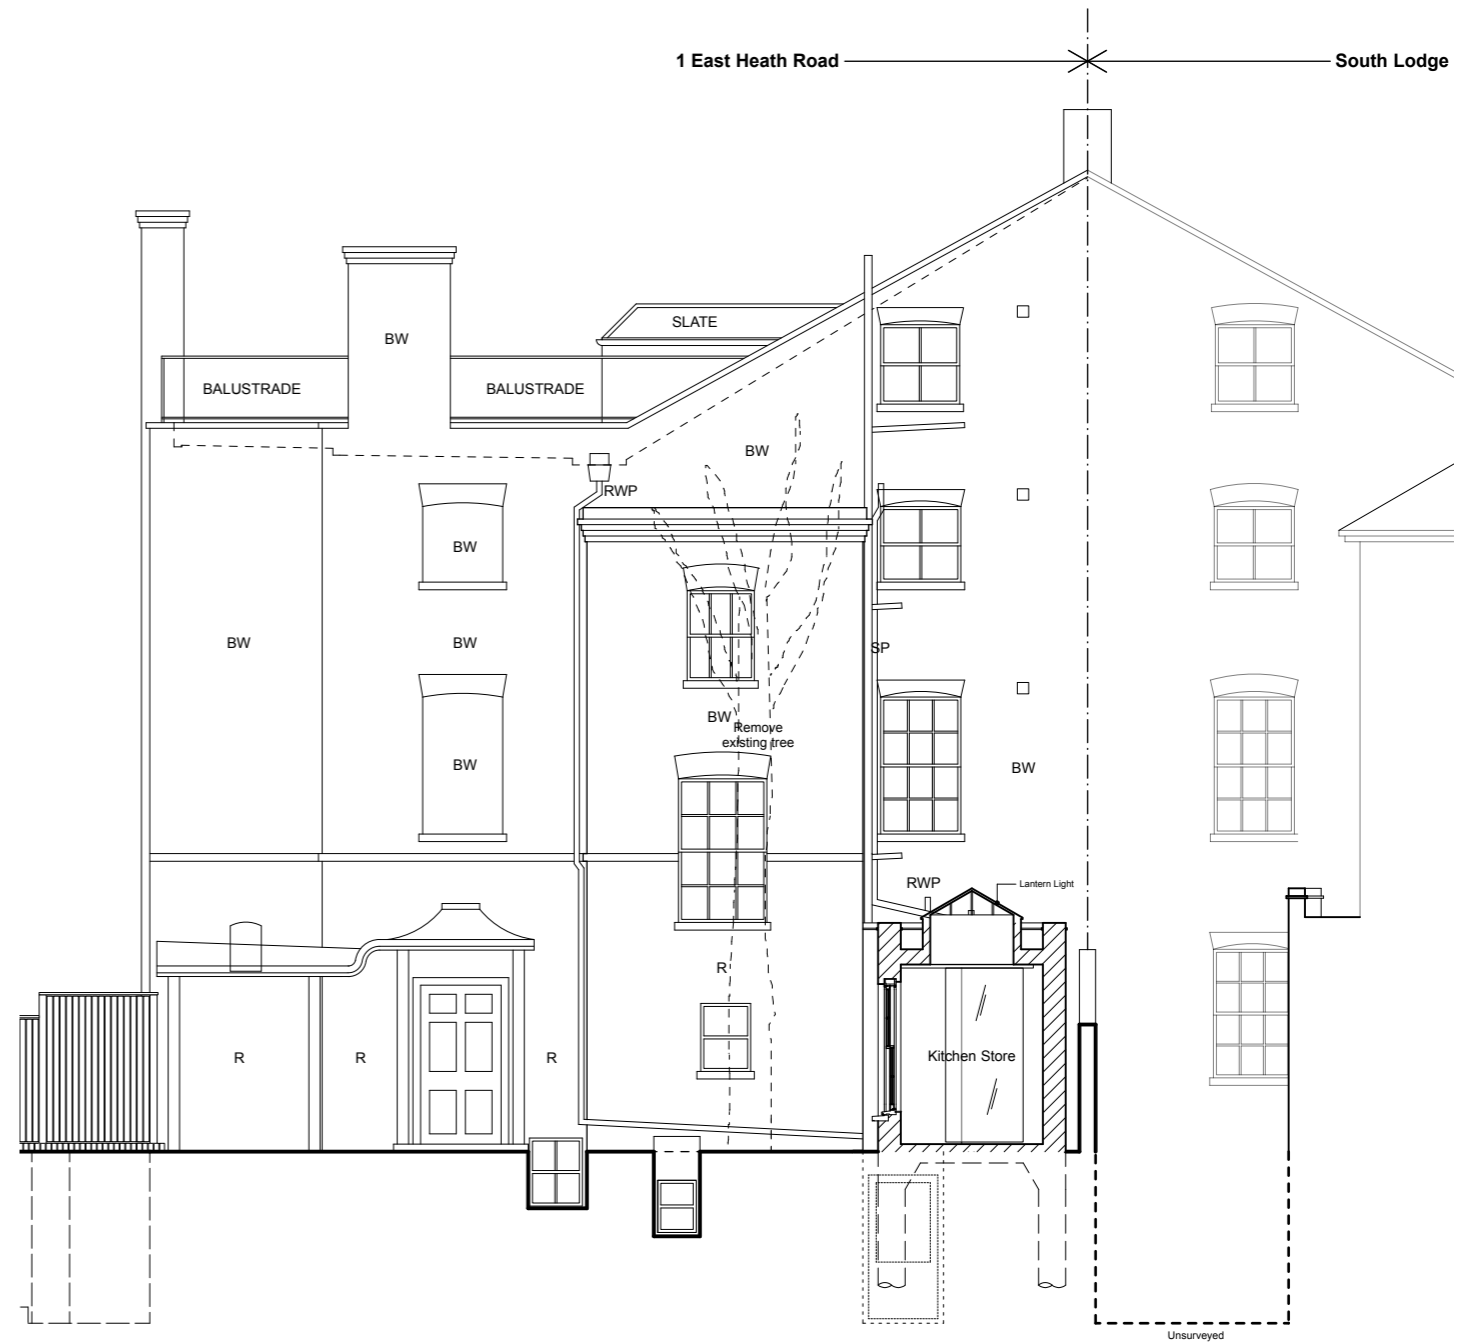 1 East Heath Road
South Lodge
SLATE
BW
BALUSTRADE
BALUSTRADE
BW
RWP
BW
BW
BW
SP
BW
Remove
existing tree
BW
BW
RWP
Lantern Light
R
R
R
R
Kitchen Store
Unsurveyed